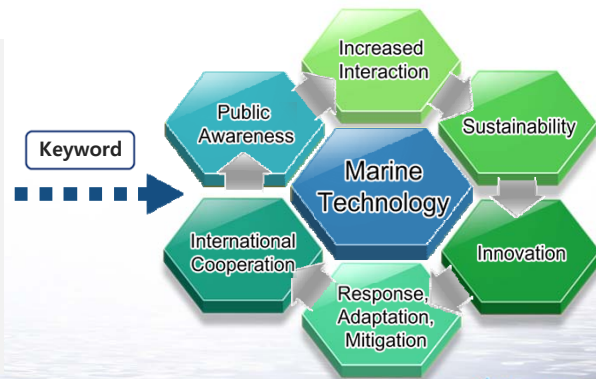 Keyword
Increased
Interaction
Public
Awareness
Sustainability
Marine
Technology
International
Cooperation
Innovation
Response,
Adaptation,
Mitigation